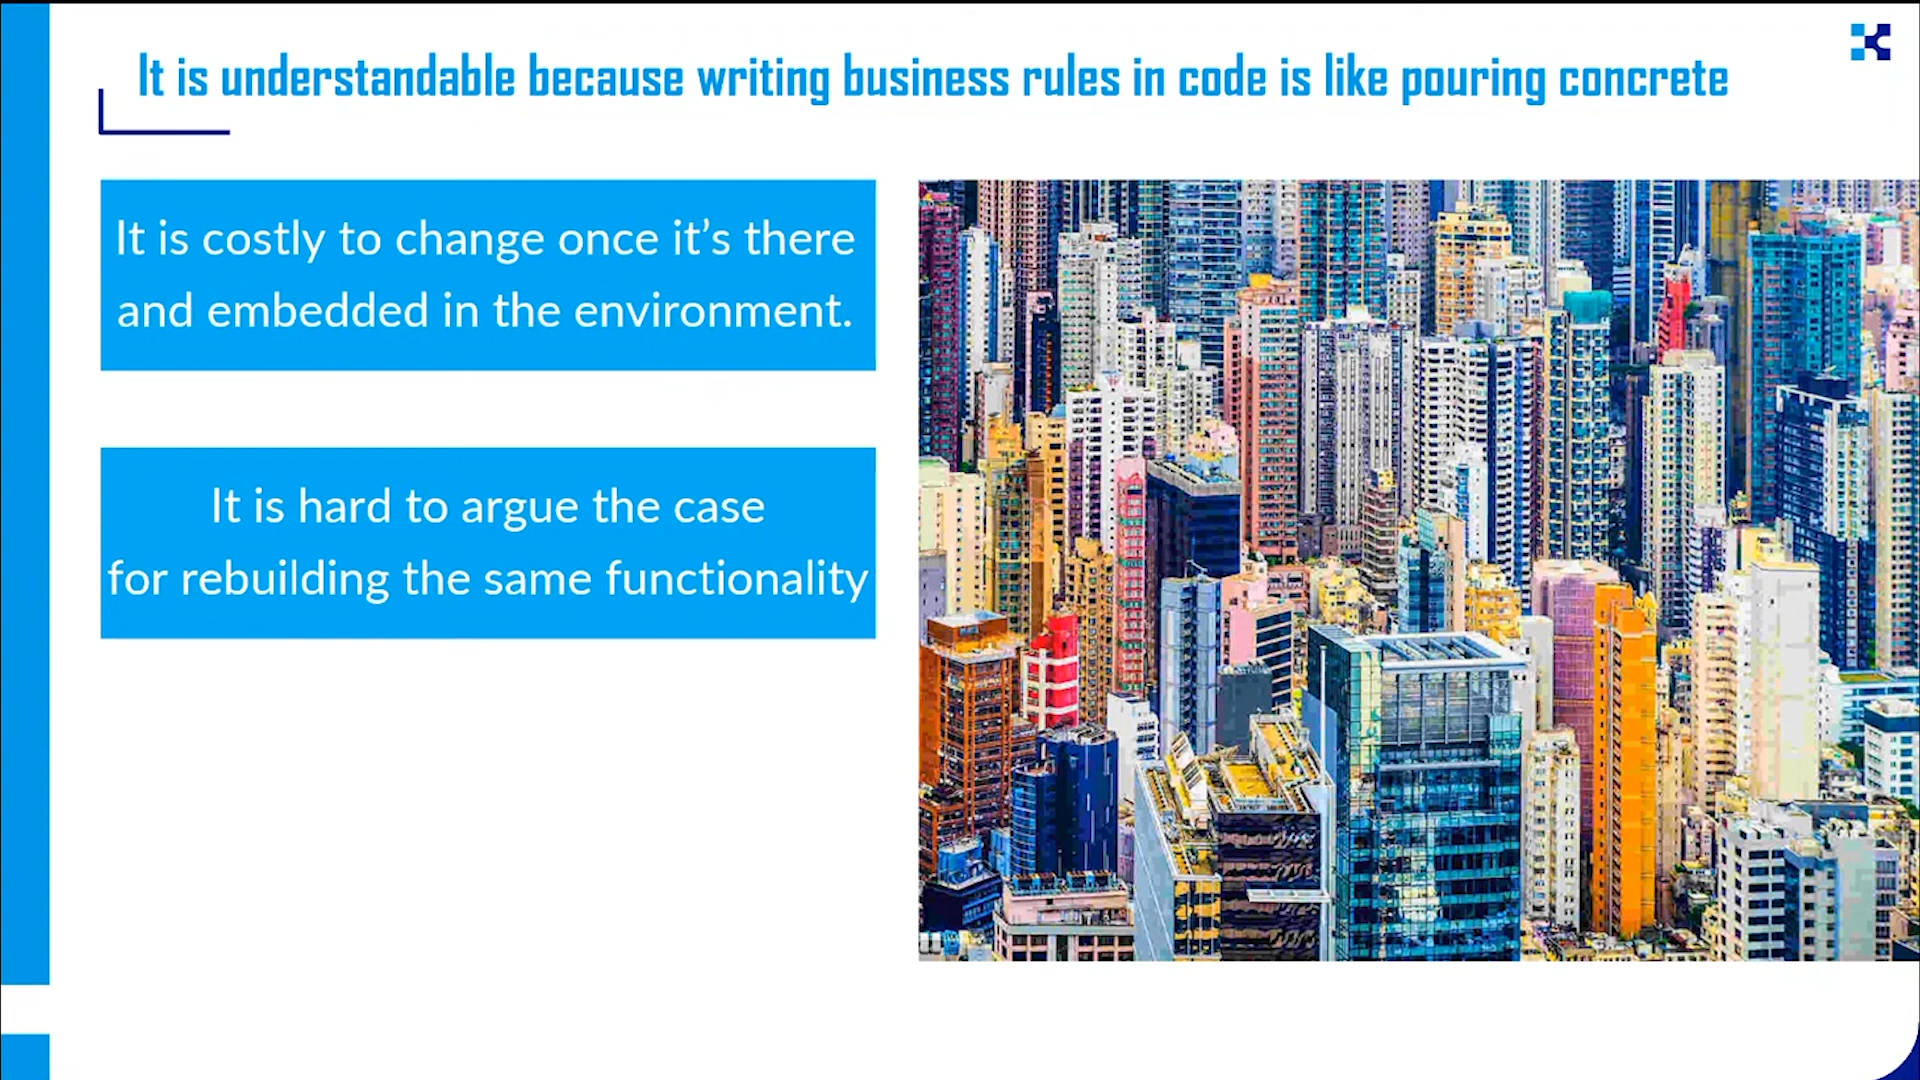 It is understandable because writing business rules in code is like pouring concrete
It is costly to change once it’s there
and embedded in the environment.
It is hard to argue the case
for rebuilding the same functionality